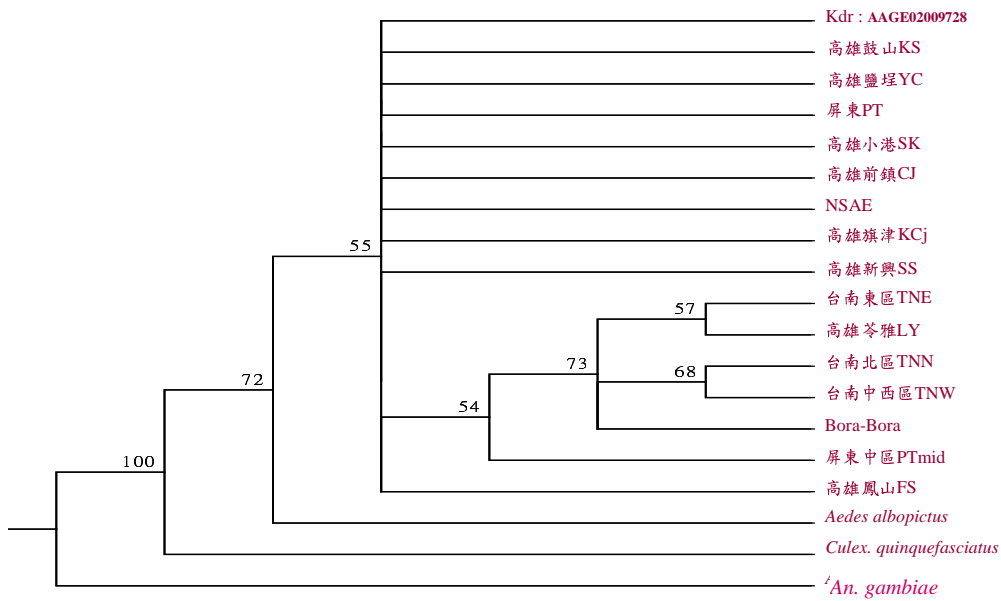 Kdr : AAGE02009728
高雄鼓山KS
高雄鹽埕YC
屏東PT
高雄小港SK
高雄前鎮CJ
NSAE
高雄旗津KCj
55
高雄新興SS
台南東區TNE
57
高雄苓雅LY
台南北區TNN
73
68
72
台南中西區TNW
54
Bora-Bora
屏東中區PTmid
100
高雄鳳山FS
Aedes albopictus
Culex. quinquefasciatus
An. gambiae